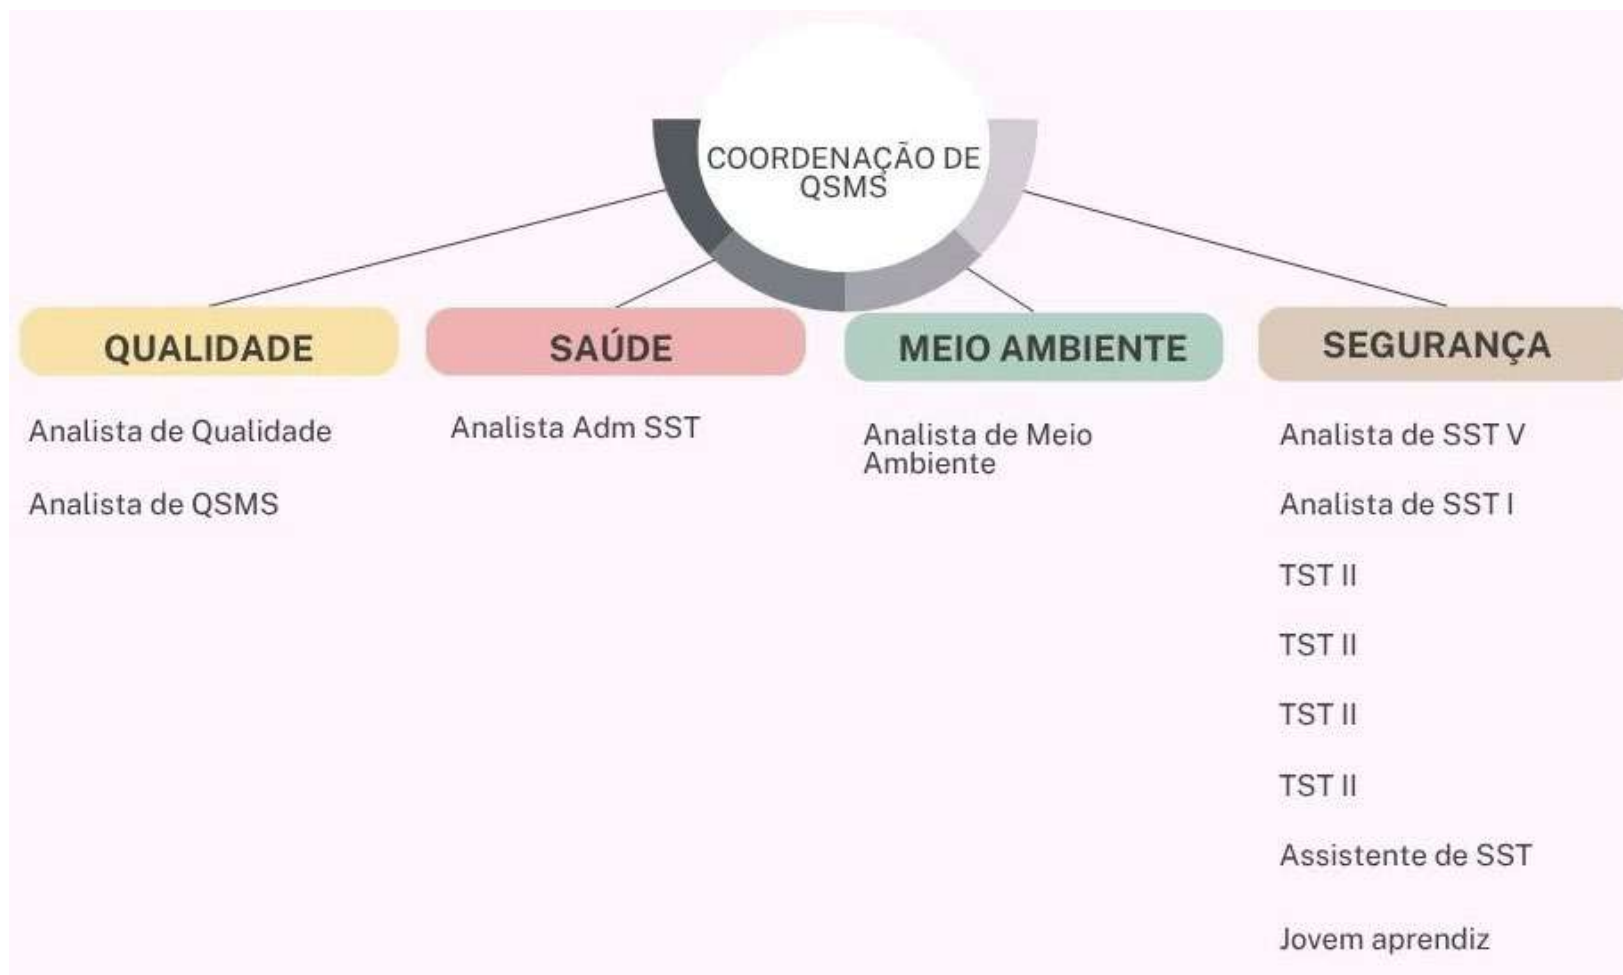 COORDENAÇÃO DE
QSMS
QUALIDADE
Analista de Qualidade
Analista de QSMS
SAÚDE
Analista Adm SST
MEIO AMBIENTE
Analista de Meio
Ambiente
SEGURANÇA
Analista de SST V
Analista de SST I
TST II
TST II
TST II
TST II
Assistente de SST
Jovem aprendiz